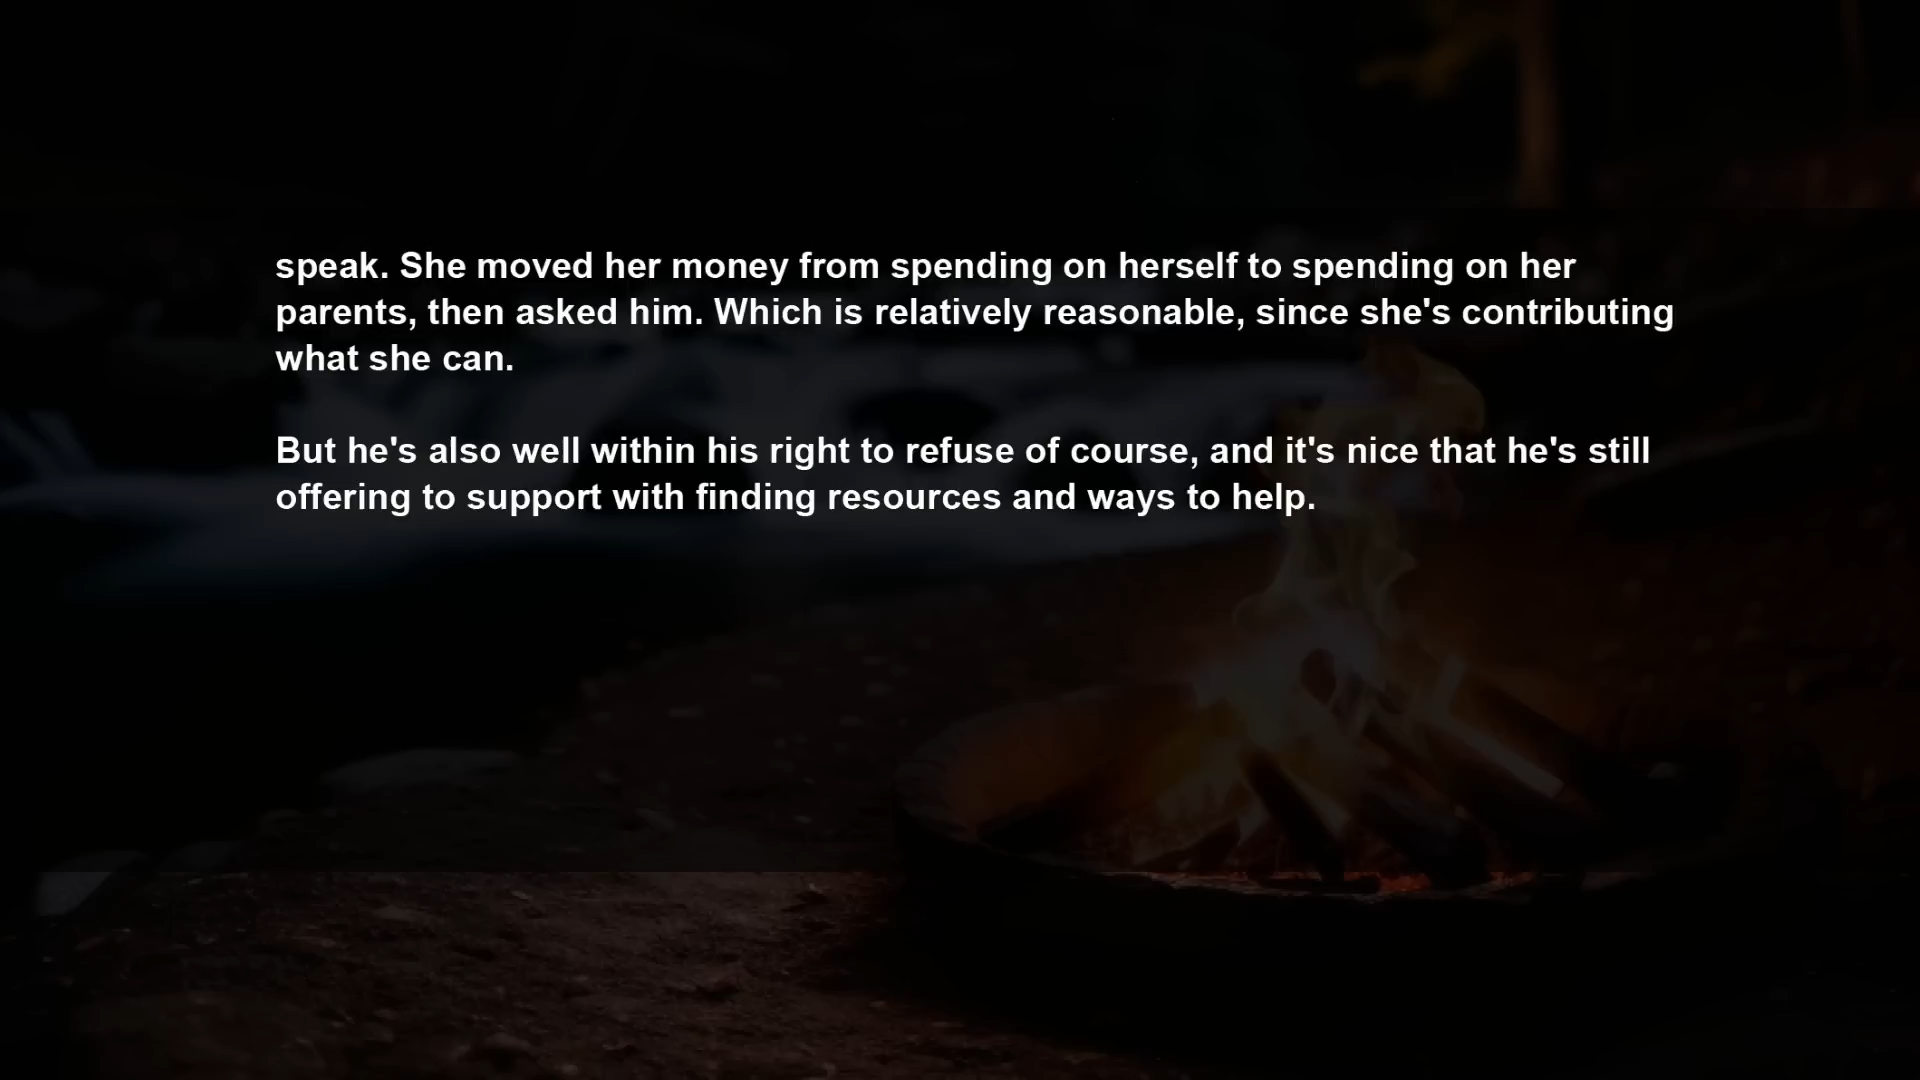 speak. She moved her money from spending on herself to spending on her
parents, then asked him. Which is relatively reasonable, since she's contributing
what she can.
But he's also well within his right to refuse of course, and it's nice that he's still
offering to support with finding resources and ways to help.